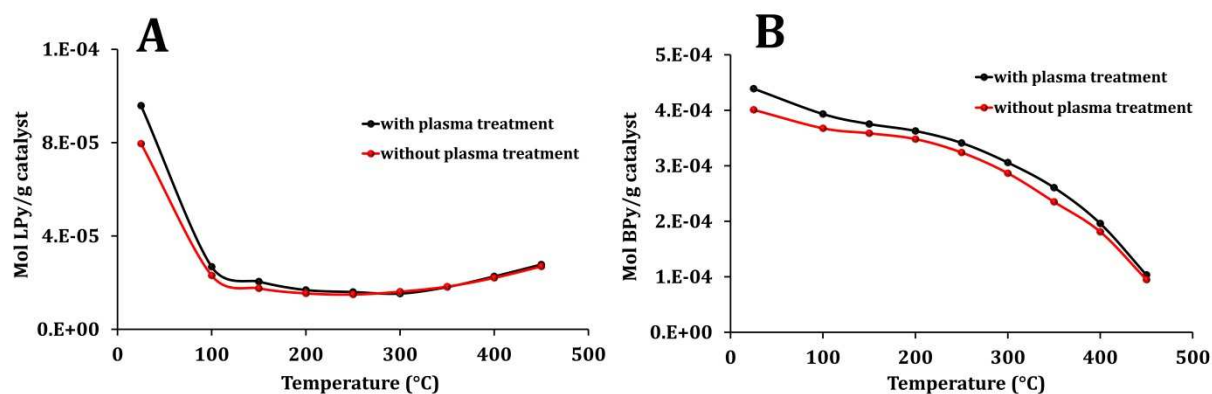 A
Mol LPy/g catalyst
1.E-04
8.E-05
4.E-05
0.E+00
with plasma treatment
without plasma treatment
0 100 200 300 400 500
Temperature (°C)
B
Mol BPy/g catalyst
5.E-04
4.E-04
3.E-04
2.E-04
1.E-04
0.E+00
with plasma treatment
without plasma treatment
0 100 200 300 400 500
Temperature (°C)